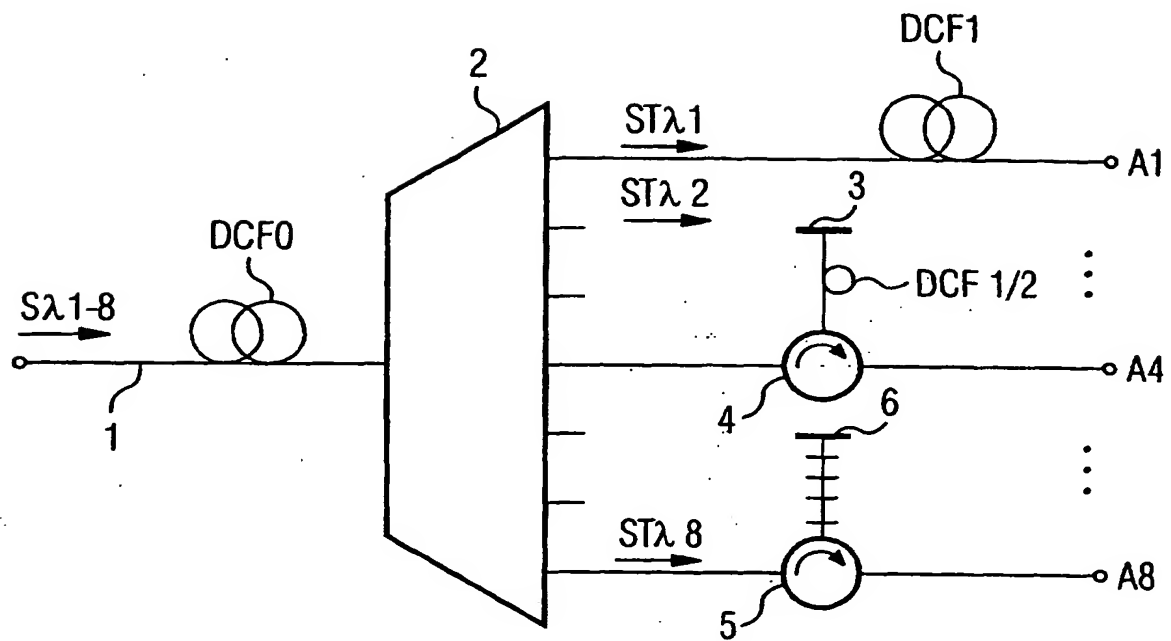 DCF1
2
STλ1
A1
STλ 2
3
DCF0
DCF 1/2
Sλ1-8
A4
1
4
6
STλ 8
A8
5